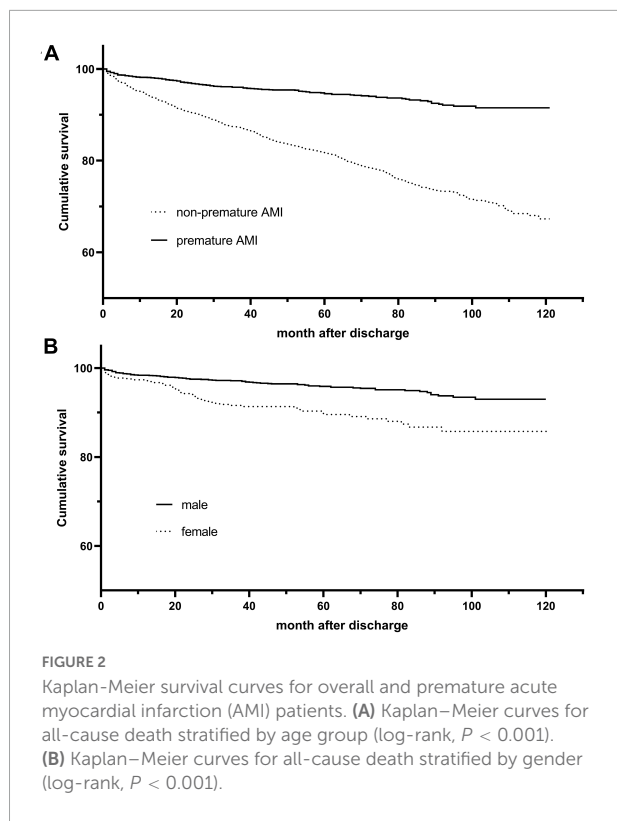 A
100
80
60
Cumulative survival
non-premature AMI
premature AMI
0 20 40 60 80 100 120
month after discharge
B
100
80
60
Cumulative survival
male
female
0 20 40 60 80 100 120
month after discharge
FIGURE 2
Kaplan-Meier survival curves for overall and premature acute
myocardial infarction (AMI) patients. (A) Kaplan–Meier curves for
all-cause death stratified by age group (log-rank, P < 0.001).
(B) Kaplan–Meier curves for all-cause death stratified by gender
(log-rank, P < 0.001).